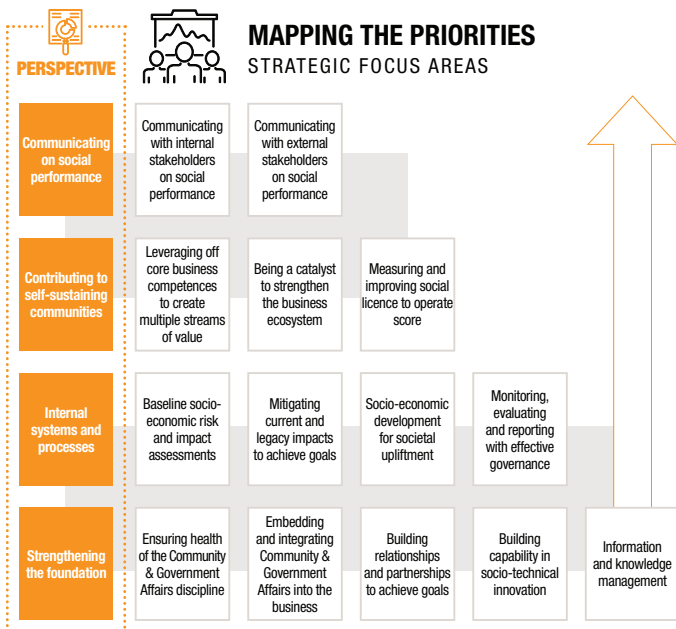 PERSPECTIVE
MAPPING THE PRIORITIES
STRATEGIC FOCUS AREAS
Communicating
on social
performance
Communicating
with internal
stakeholders
on social
performance
Communicating
with external
stakeholders
on social
performance
Contributing to
self-sustaining
communities
Leveraging off
core business
competences
to create
multiple streams
of value
Being a catalyst
to strengthen
the business
ecosystem
Measuring and
improving social
licence to operate
score
Internal
systems and
processes
Baseline socio-
economic risk
and impact
assessments
Mitigating
current and
legacy impacts
to achieve goals
Socio-economic
development
for societal
upliftment
Monitoring,
evaluating
and reporting
with effective
governance
Strengthening
the foundation
Ensuring health
of the Community
& Government
Affairs discipline
Embedding
and integrating
Community &
Government
Affairs into the
business
Building
relationships
and partnerships
to achieve goals
Building
capability in
socio-technical
innovation
Information
and knowledge
management